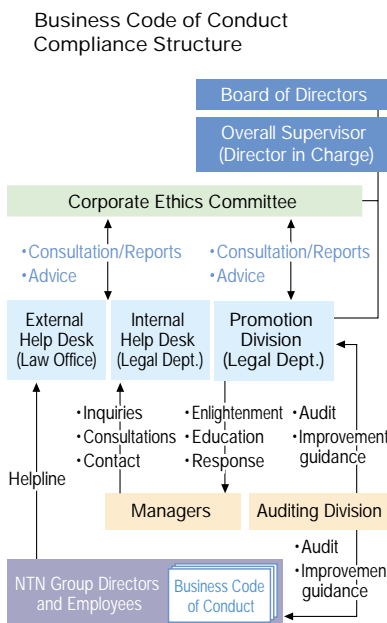 Business Code of Conduct
Compliance Structure
Board of Directors
Overall Supervisor
(Director in Charge)
Corporate Ethics Committee
・Consultation/Reports
・Advice
・Consultation/Reports
・Advice
External
Help Desk
(Law Office)
Internal
Help Desk
(Legal Dept.)
Promotion
Division
(Legal Dept.)
Helpline
・Inquiries
・Consultations
・Contact
・Enlightenment
・Education
・Response
・Audit
・Improvement
guidance
Managers
Auditing Division
・Audit
・Improvement
guidance
NTN Group Directors
and Employees
Business Code
of Conduct